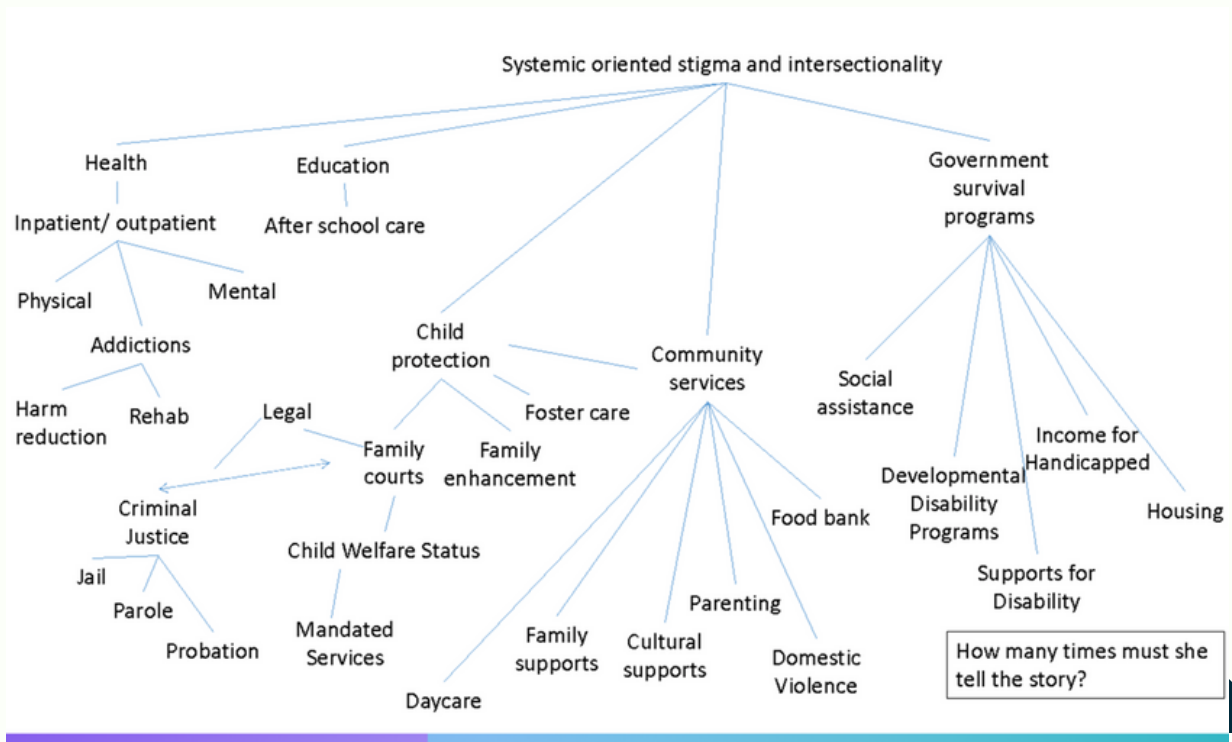 Systemic oriented stigma and intersectionality
Health
Education
Government
survival
programs
Inpatient/ outpatient
After school care
Physical
Mental
Addictions
Harm
reduction
Rehab
Legal
Child
protection
Community
services
Foster care
Family
courts
Family
enhancement
Criminal
Justice
Jail
Parole
Probation
Child Welfare Status
Mandated
Services
Daycare
Family
supports
Cultural
supports
Parenting
Domestic
Violence
Food bank
Social
assistance
Developmental
Disability
Programs
Income for
Handicapped
Supports for
Disability
Housing
How many times must she
tell the story?